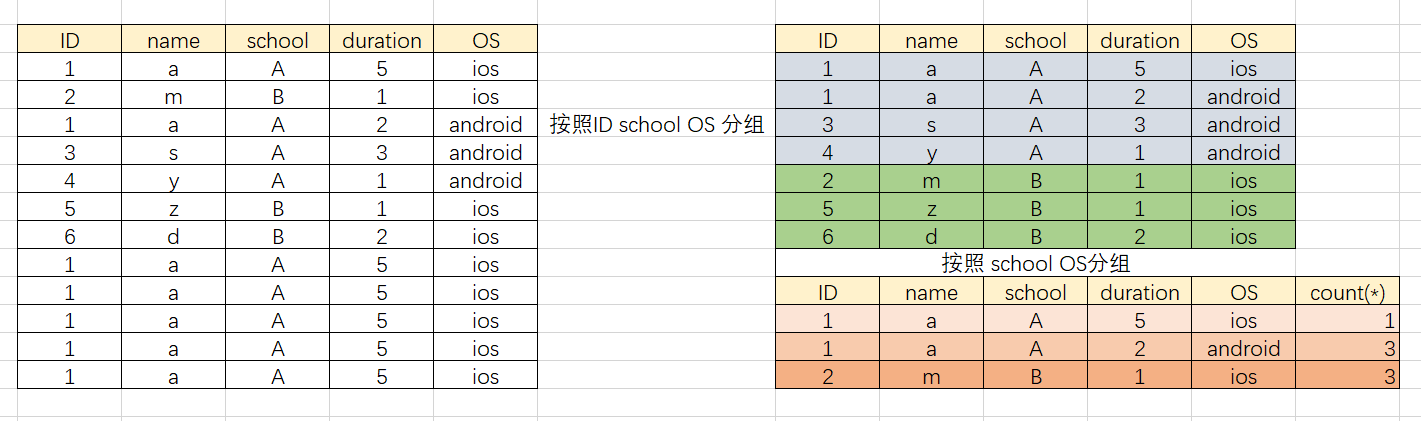 ID name school duration OS ID name school duration OS
1 a A 5 ios 1 a A 5 ios
2 m B 1 ios 1 a A 2 android
1 a A 2 android 按照ID school OS 分组 3 s A 3 android
3 s A 3 android 4 y A 1 android
4 y A 1 android 2 m B 1 ios
5 z B 1 ios 5 z B 1 ios
6 d B 2 ios 6 d B 2 ios
1 a A 5 ios 按照 school OS分组
1 a A 5 ios ID name school duration OS count(*)
1 a A 5 ios 1 a A 5 ios 1
1 a A 5 ios 1 a A 2 android 3
1 a A 5 ios 2 m B 1 ios 3